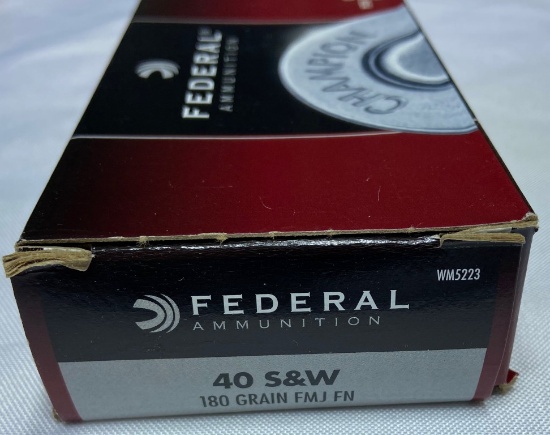 FEDERAL
AMMUNITION
CHAMPION
WM5223
FEDERAL
AMMUNITION
40 S&W
180 GRAIN FMJ FN